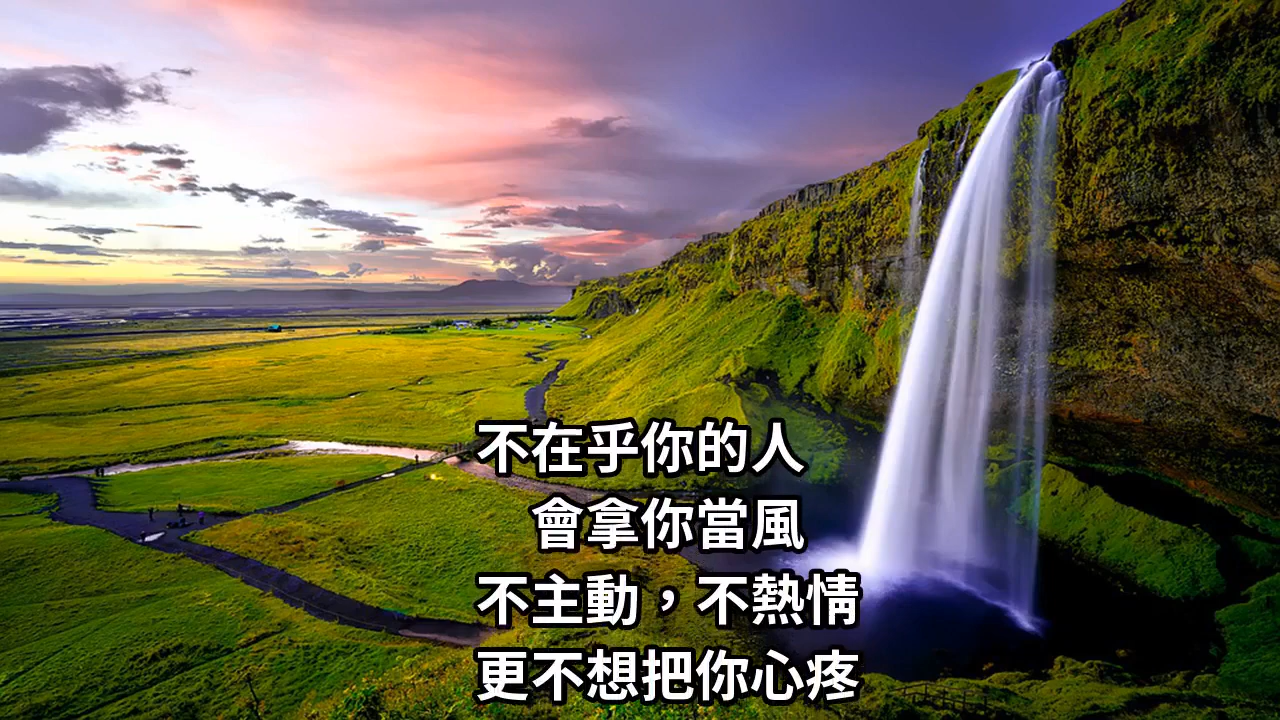 不在乎你的人
會拿你當風
不主動，不熱情
更不想把你心疼